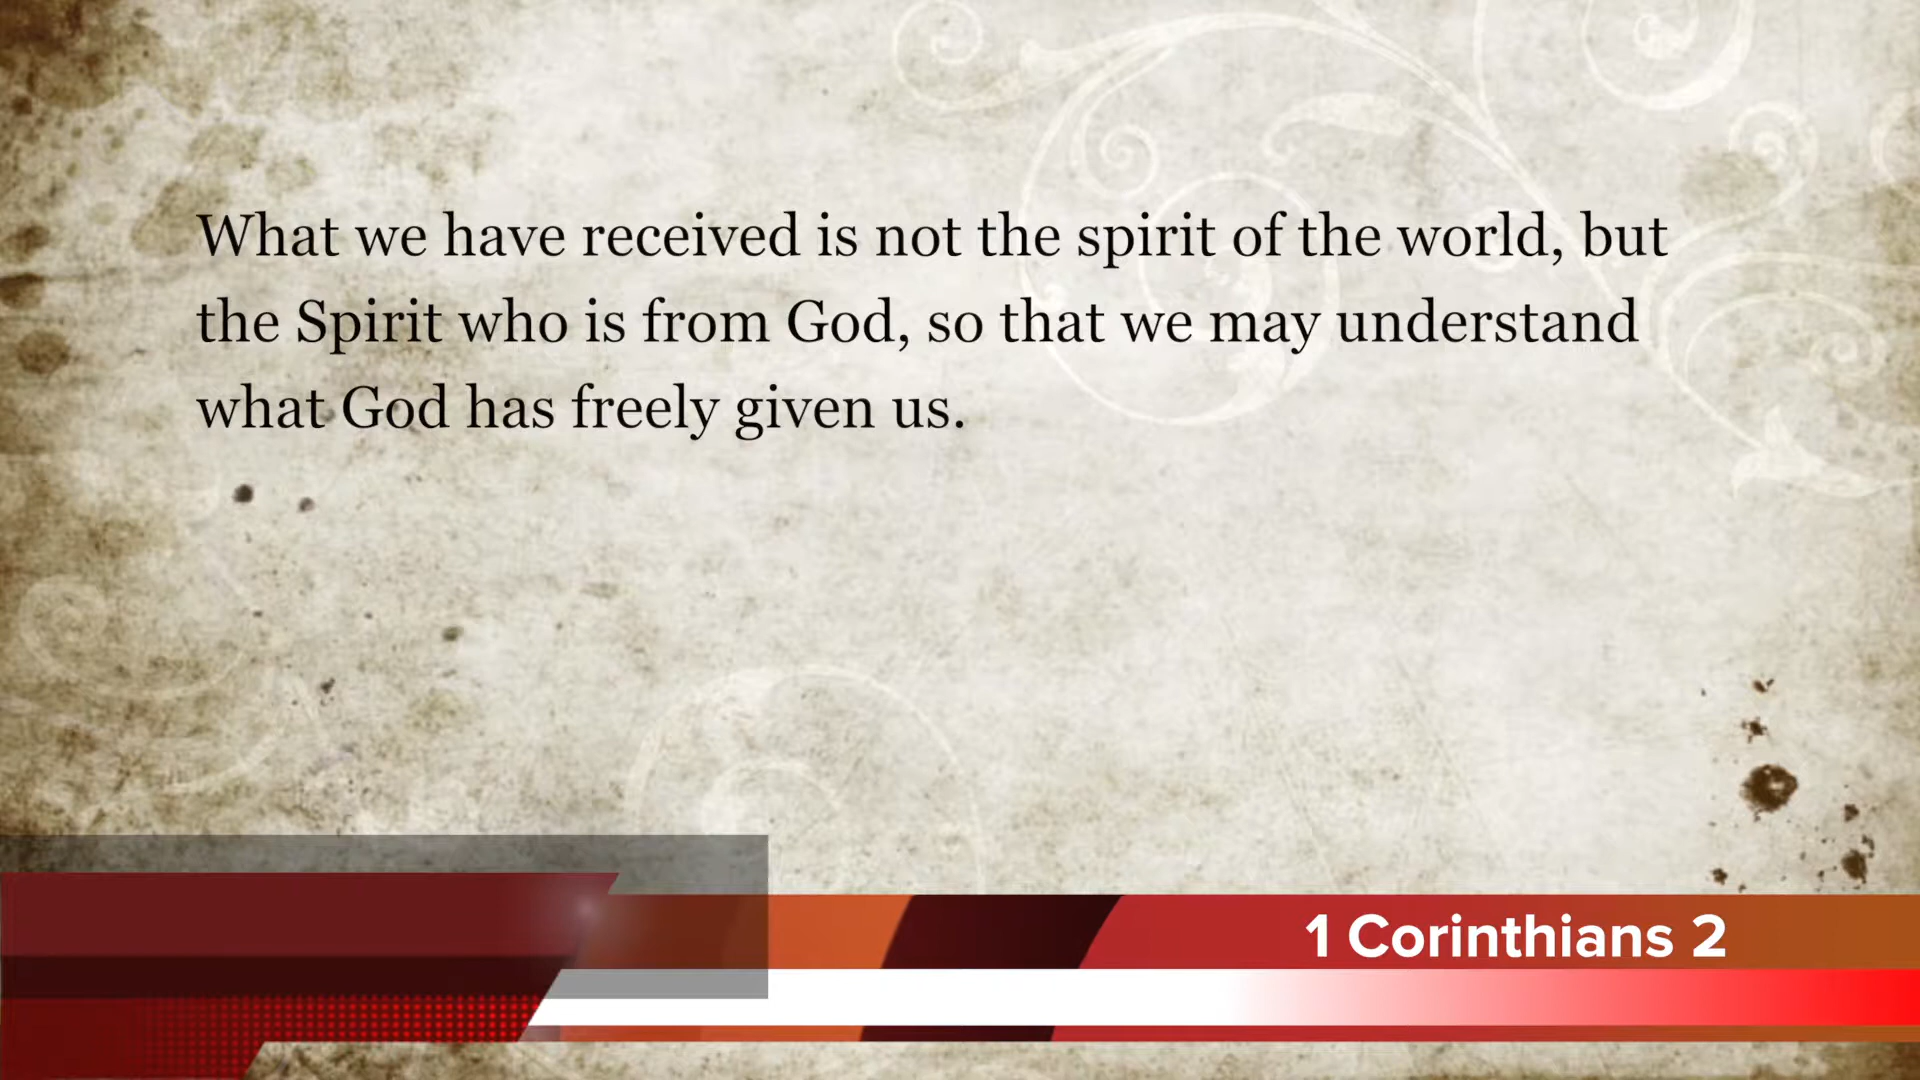 What we have received is not the spirit of the world, but
the Spirit who is from God, so that we may understand
what God has freely given us.
1 Corinthians 2